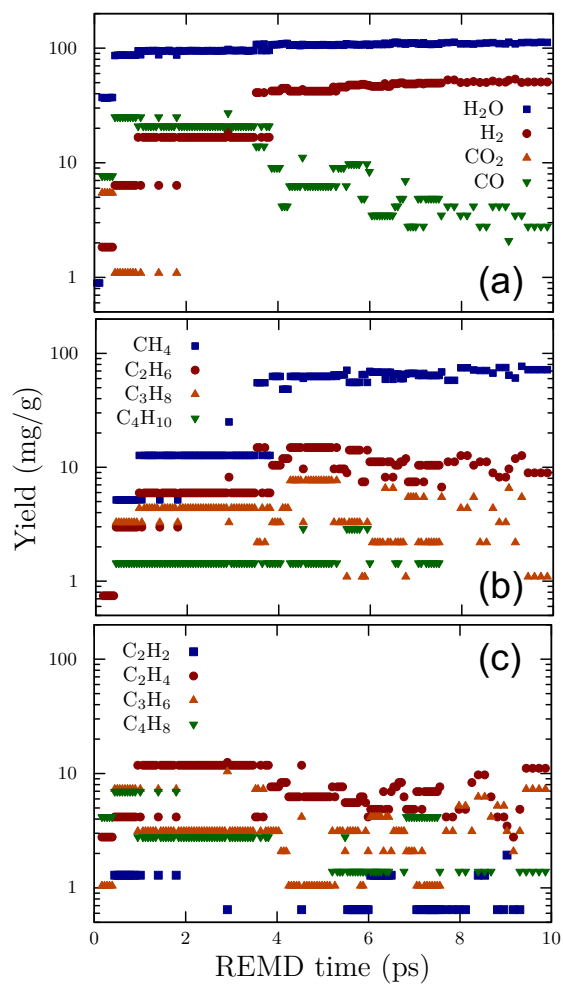 100
10
1
H₂O
H₂
CO₂
CO
(a)
100
10
1
CH₄
C₂H₆
C₃H₈
C₄H₁₀
(b)
Yield (mg/g)
100
10
1
C₂H₂
C₂H₄
C₃H₆
C₄H₈
(c)
0 2 4 6 8 10
REMD time (ps)